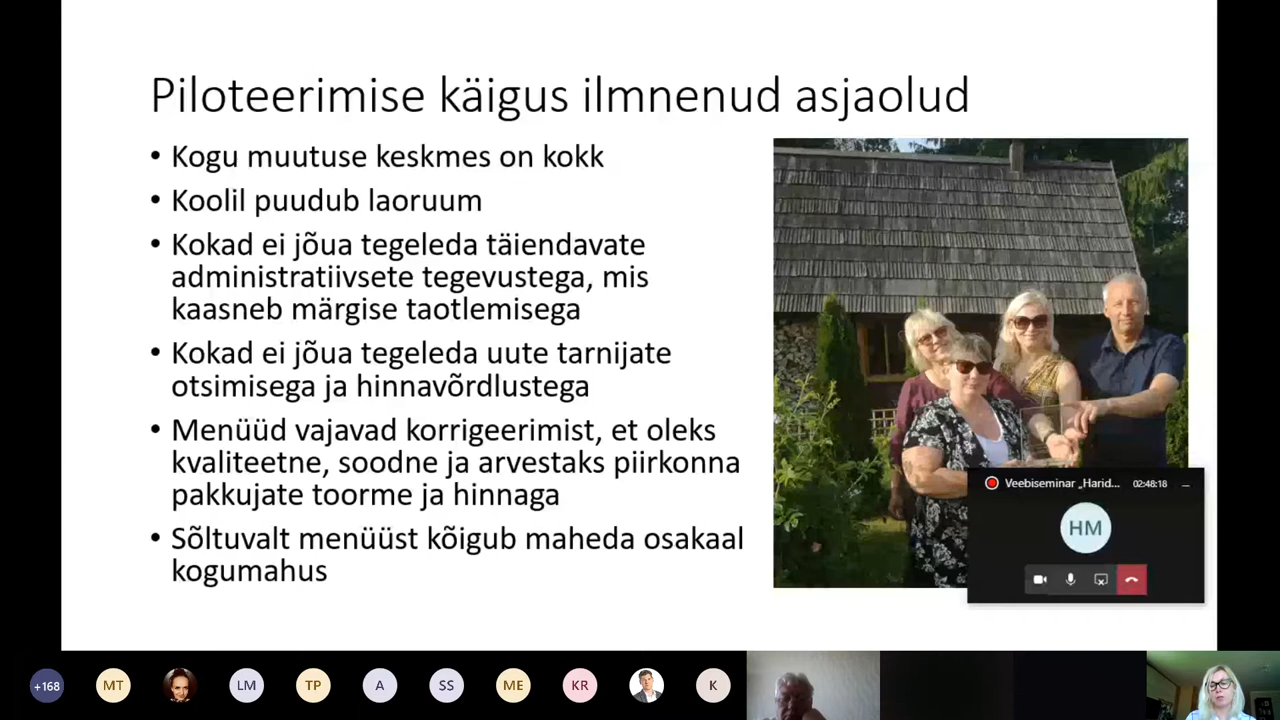 Piloteerimise käigus ilmnenud asjaolud
• Kogu muutuse keskmes on kokk
• Koolil puudub laoruum
• Kokad ei jõua tegeleda täiendavate
administratiivsete tegevustega, mis
kaasneb märgise taotlemisega
• Kokad ei jõua tegeleda uute tarnijate
otsimisega ja hinnavõrdlustega
• Menüüd vajavad korrigeerimist, et oleks
kvaliteetne, soodne ja arvestaks piirkonna
pakkujate toorme ja hinnaga
• Sõltuvalt menüüst kõigub maheda osakaal
kogumahus
Veebiseminar „Harid... 02:48:18
HM
+168 MT LM TP A SS ME KR K